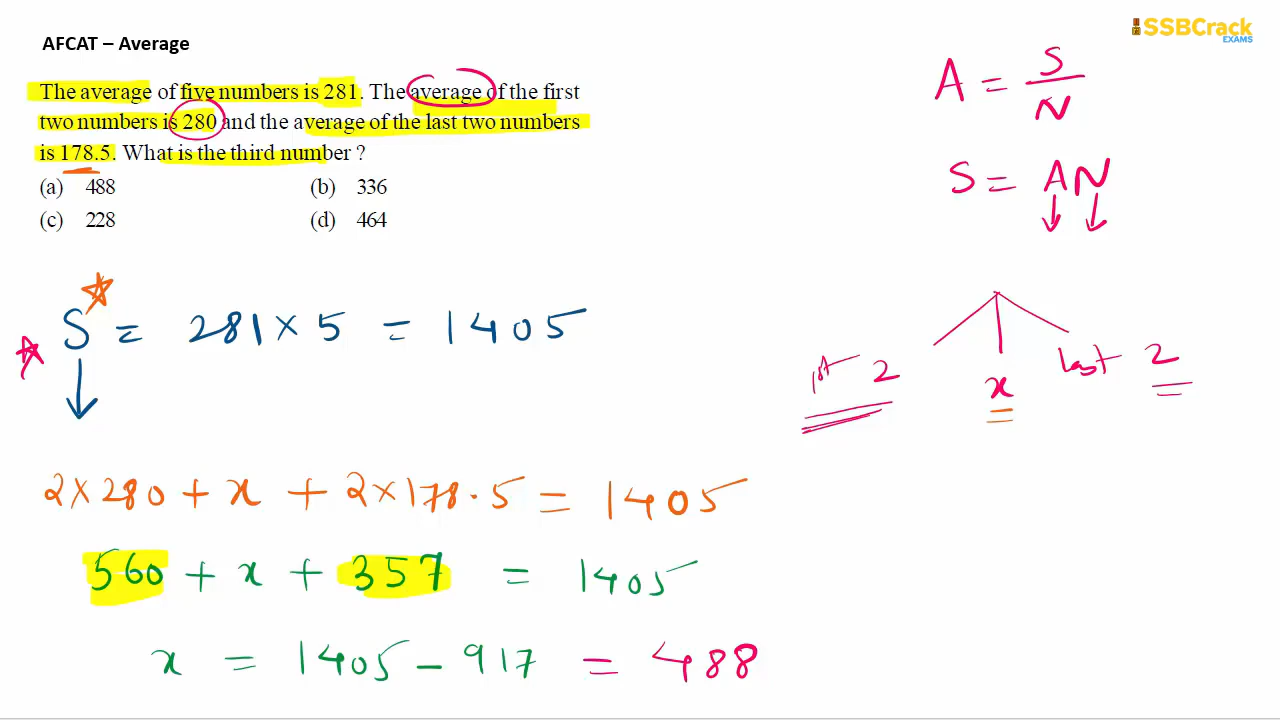 SSBCrack
EXAMS
AFCAT – Average
The average of five numbers is 281. The average of the first
two numbers is 280 and the average of the last two numbers
is 178.5. What is the third number ?
(a) 488 (b) 336
(c) 228 (d) 464
A = S/N
S = AN
S = 281 × 5 = 1405
1st 2 x last 2
2 × 280 + x + 2 × 178.5 = 1405
560 + x + 357 = 1405
x = 1405 – 917 = 488